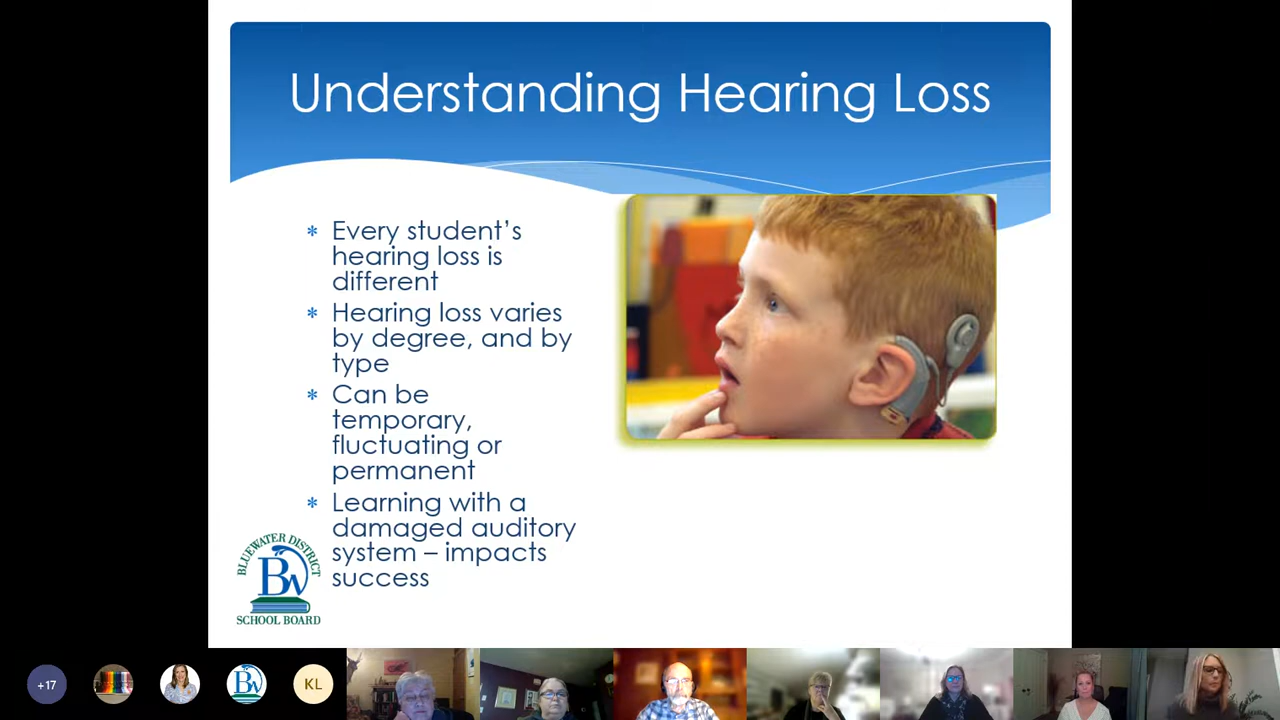 Understanding Hearing Loss
* Every student's
hearing loss is
different
* Hearing loss varies
by degree, and by
type
* Can be
temporary,
fluctuating or
permanent
* Learning with a
damaged auditory
system – impacts
success
BLUEWATER DISTRICT
BW
SCHOOL BOARD
+17
BW
KL